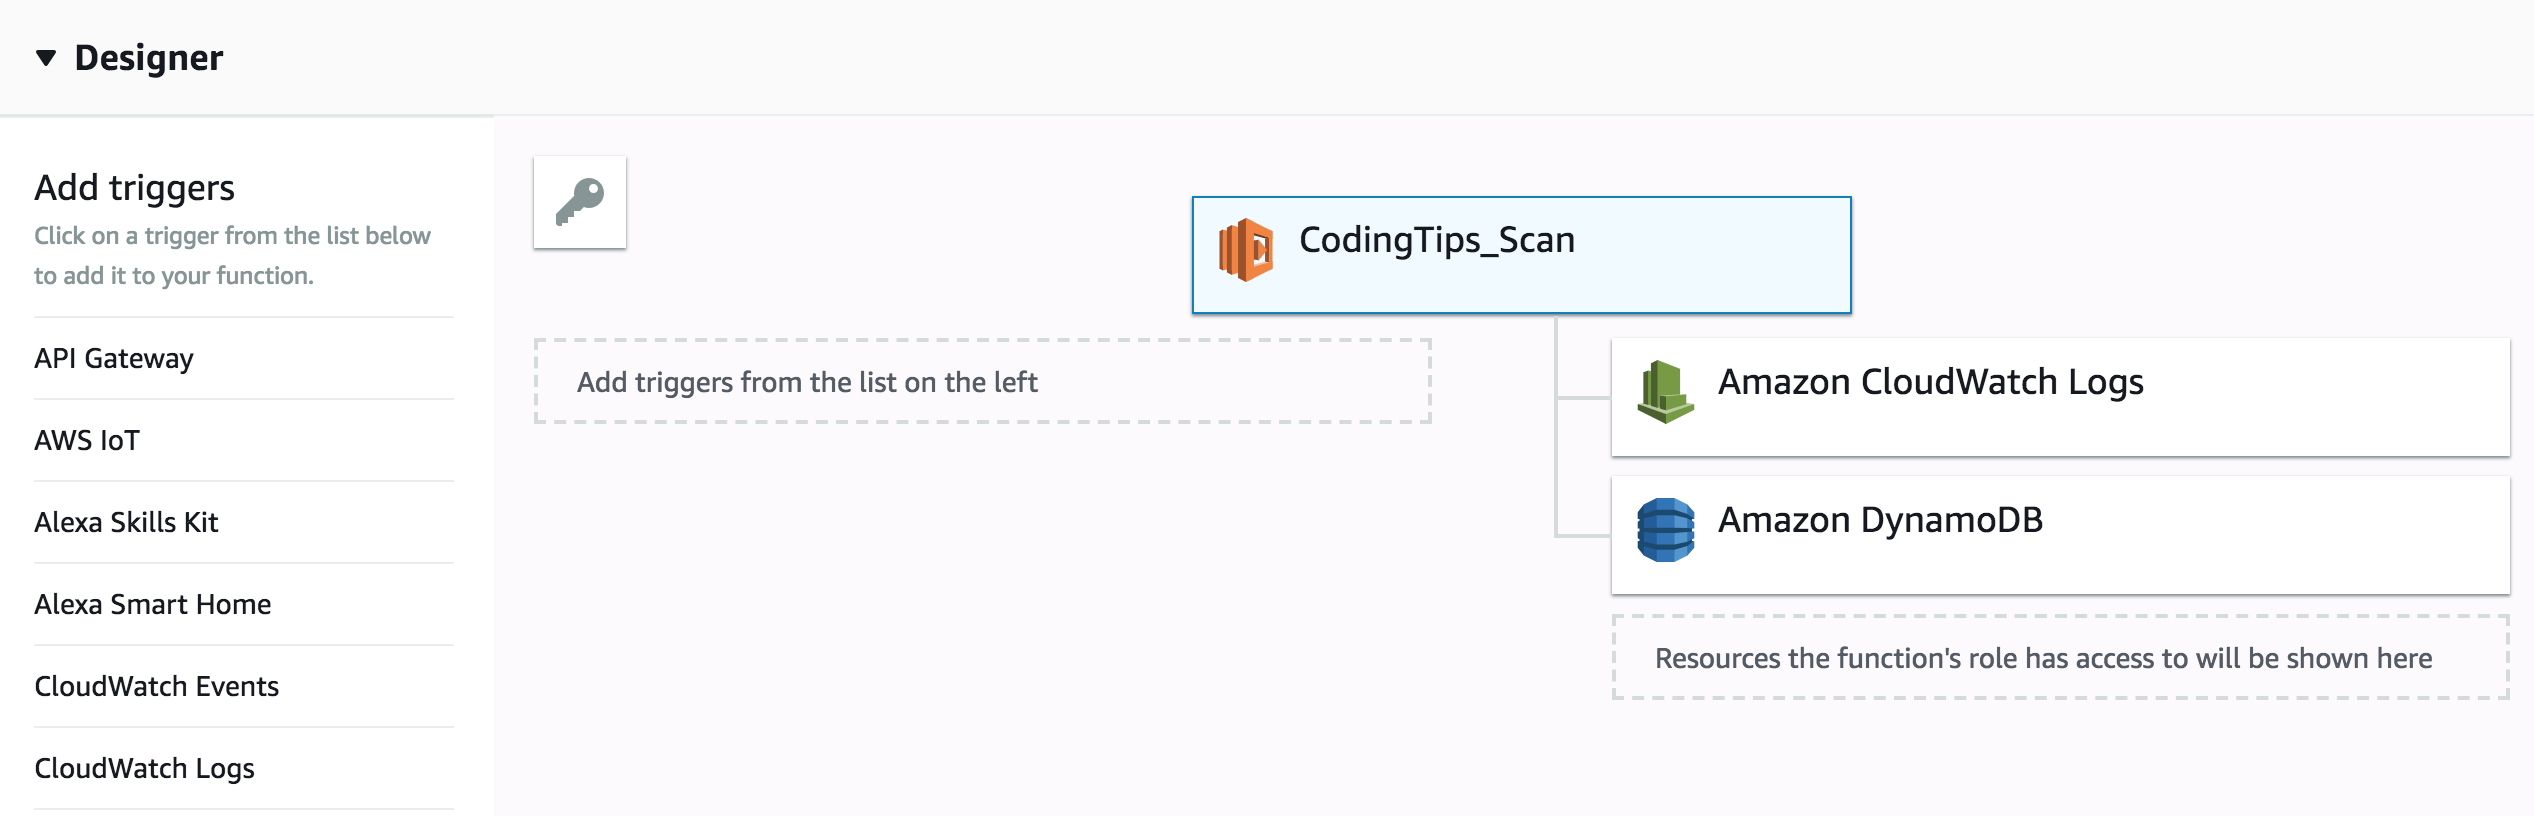 Designer
Add triggers
Click on a trigger from the list below
to add it to your function.
API Gateway
AWS IoT
Alexa Skills Kit
Alexa Smart Home
CloudWatch Events
CloudWatch Logs
CodingTips_Scan
Add triggers from the list on the left
Amazon CloudWatch Logs
Amazon DynamoDB
Resources the function's role has access to will be shown here